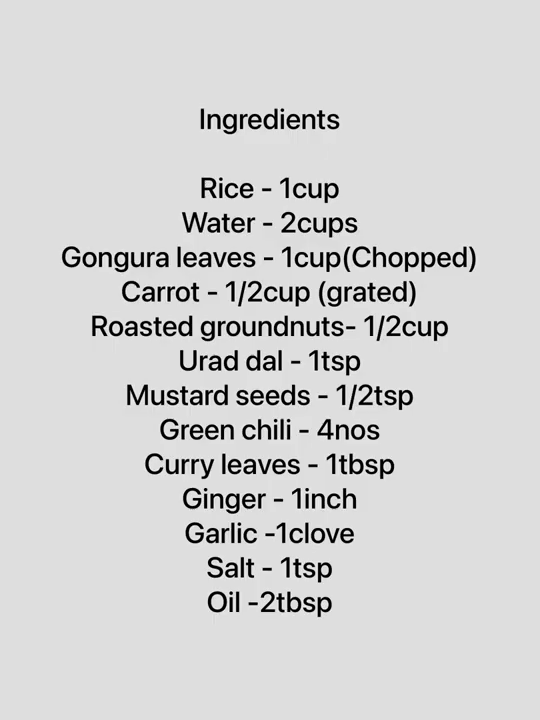 Ingredients
Rice - 1cup
Water - 2cups
Gongura leaves - 1cup(Chopped)
Carrot - 1/2cup (grated)
Roasted groundnuts- 1/2cup
Urad dal - 1tsp
Mustard seeds - 1/2tsp
Green chili - 4nos
Curry leaves - 1tbsp
Ginger - 1inch
Garlic -1clove
Salt - 1tsp
Oil -2tbsp